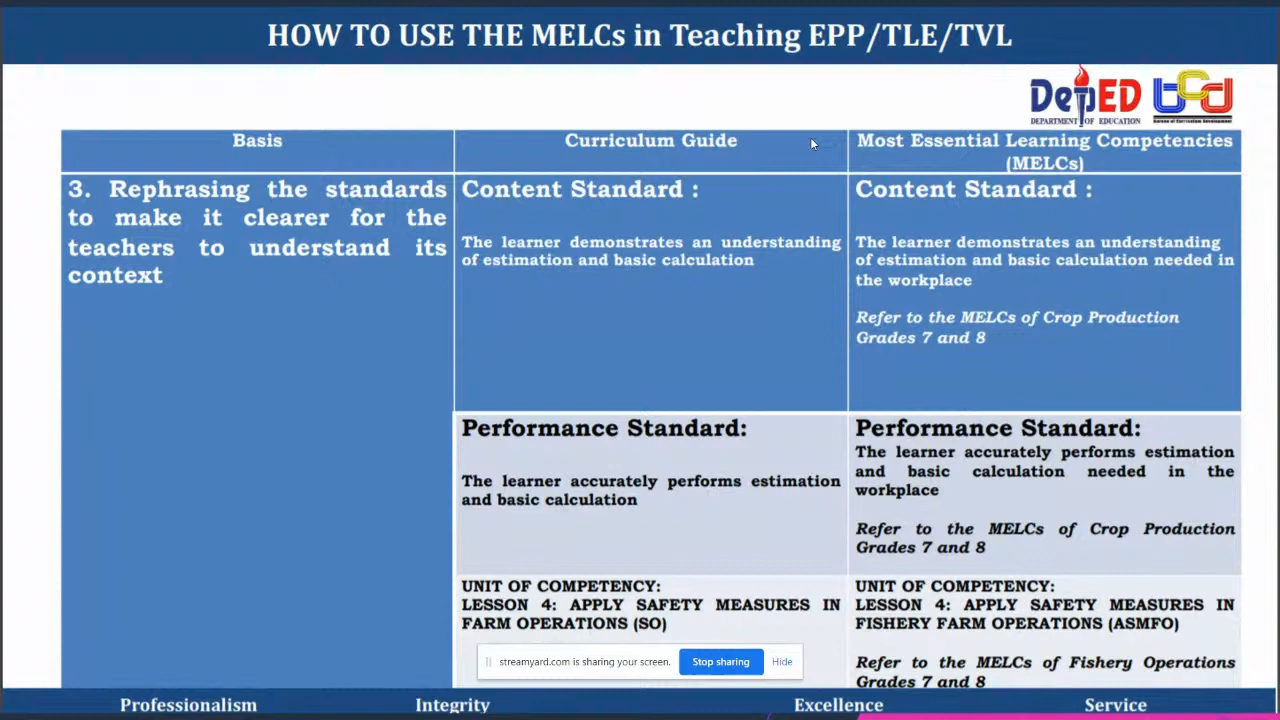 HOW TO USE THE MELCs in Teaching EPP/TLE/TVL
DepED
DEPARTMENT OF EDUCATION
bcd
Bureau of Curriculum Development
Basis
Curriculum Guide
Most Essential Learning Competencies
(MELCs)
3. Rephrasing the standards
to make it clearer for the
teachers to understand its
context
Content Standard :
The learner demonstrates an understanding
of estimation and basic calculation
Content Standard :
The learner demonstrates an understanding
of estimation and basic calculation needed in
the workplace
Refer to the MELCs of Crop Production
Grades 7 and 8
Performance Standard:
The learner accurately performs estimation
and basic calculation
Performance Standard:
The learner accurately performs estimation
and basic calculation needed in the
workplace
Refer to the MELCs of Crop Production
Grades 7 and 8
UNIT OF COMPETENCY:
LESSON 4: APPLY SAFETY MEASURES IN
FARM OPERATIONS (SO)
UNIT OF COMPETENCY:
LESSON 4: APPLY SAFETY MEASURES IN
FISHERY FARM OPERATIONS (ASMFO)
Refer to the MELCs of Fishery Operations
Grades 7 and 8
streamyard.com is sharing your screen.
Stop sharing
Hide
Professionalism
Integrity
Excellence
Service